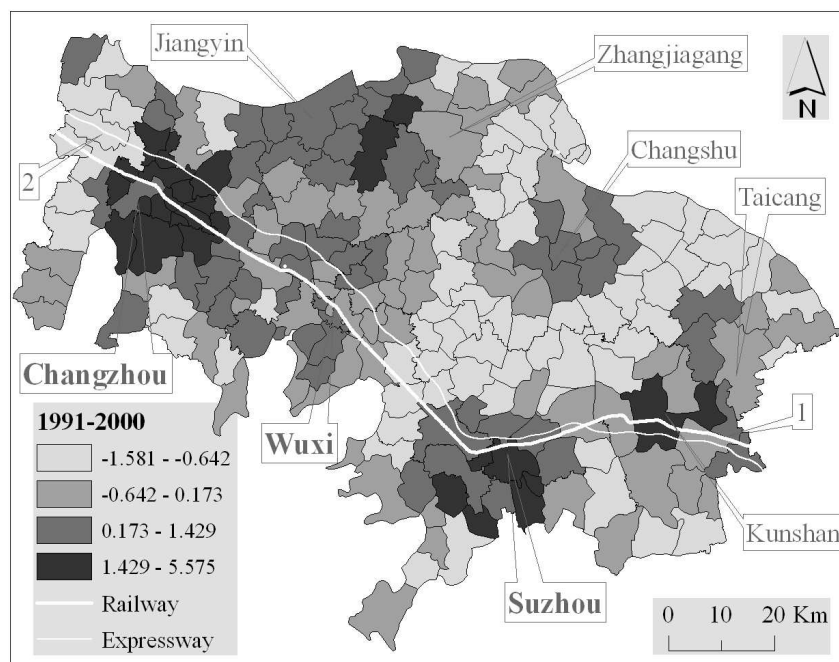 Jiangyin
Zhangjiagang
N
Changshu
2
Taicang
Changzhou
1991-2000
1
-1.581 - -0.642
Wuxi
-0.642 - 0.173
0.173 - 1.429
Kunshan
1.429 - 5.575
Railway
Suzhou
0 10 20 Km
Expressway